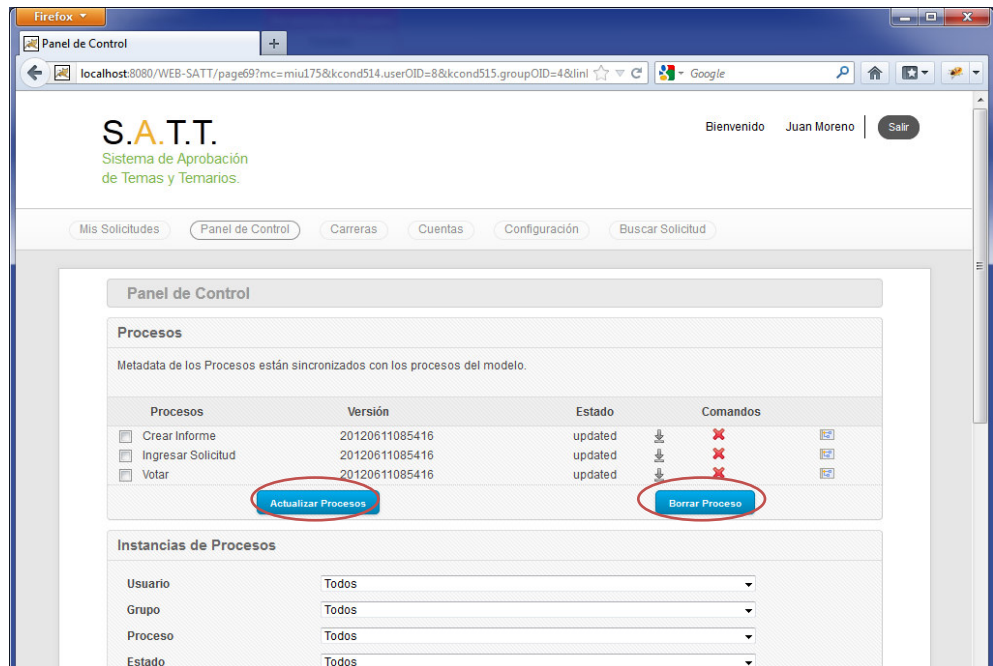 Firefox
Panel de Control
localhost:8080/WEB-SATT/page69?mc=miu175&kcond514.userOID=8&kcond515.groupOID=4&linl
Google
S.A.T.T.
Sistema de Aprobación
de Temas y Temarios.
Bienvenido Juan Moreno Salir
Mis Solicitudes Panel de Control Carreras Cuentas Configuración Buscar Solicitud
Panel de Control
Procesos
Metadata de los Procesos están sincronizados con los procesos del modelo.
Procesos Versión Estado Comandos
Crear Informe 20120611085416 updated
Ingresar Solicitud 20120611085416 updated
Votar 20120611085416 updated
Actualizar Procesos Borrar Proceso
Instancias de Procesos
Usuario Todos
Grupo Todos
Proceso Todos
Estado Todos